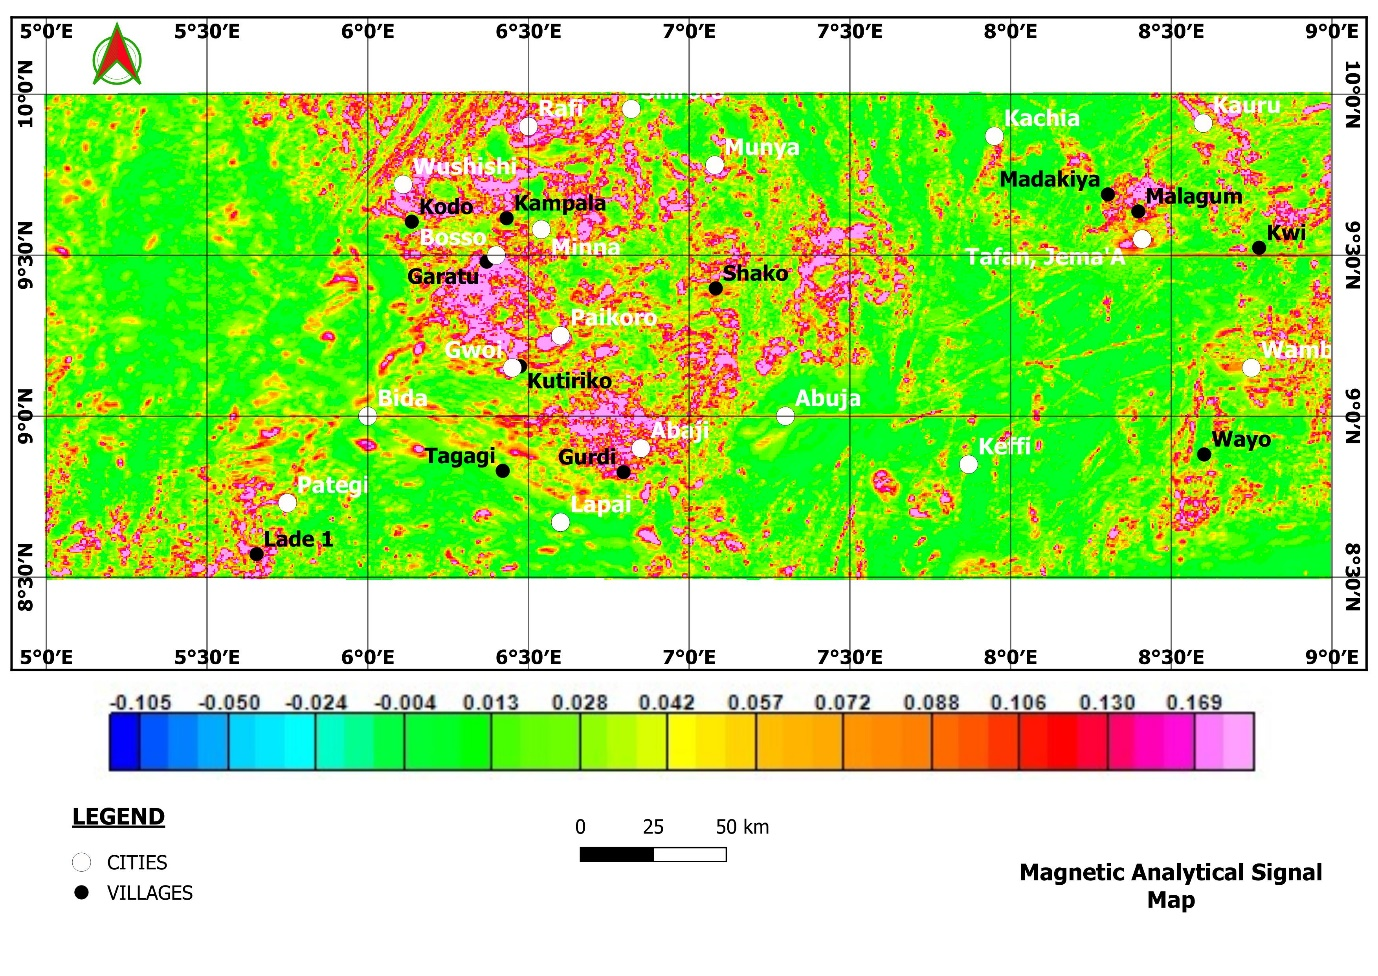 5°0’E 5°30’E 6°0’E 6°30’E 7°0’E 7°30’E 8°0’E 8°30’E 9°0’E
10°0’N 10°0’N
Rafi
Kauru
Kachia
Munya
Wushishi
Madakiya
Malagum
Kodo
Kampala
Kwi
Bosso
Minna
Tafan, Jema'A
9°30’N 9°30’N
Garatu
Shako
Paikoro
Gwoi
Wamb
Kutiriko
Bida
Abuja
9°0’N 9°0’N
Abaji
Wayo
Keffi
Tagagi
Gurdi
Pategi
Lapai
Lade 1
8°30’N 8°30’N
5°0’E 5°30’E 6°0’E 6°30’E 7°0’E 7°30’E 8°0’E 8°30’E 9°0’E
-0.105 -0.050 -0.024 -0.004 0.013 0.028 0.042 0.057 0.072 0.088 0.106 0.130 0.169
LEGEND
CITIES
VILLAGES
0 25 50 km
Magnetic Analytical Signal
Map